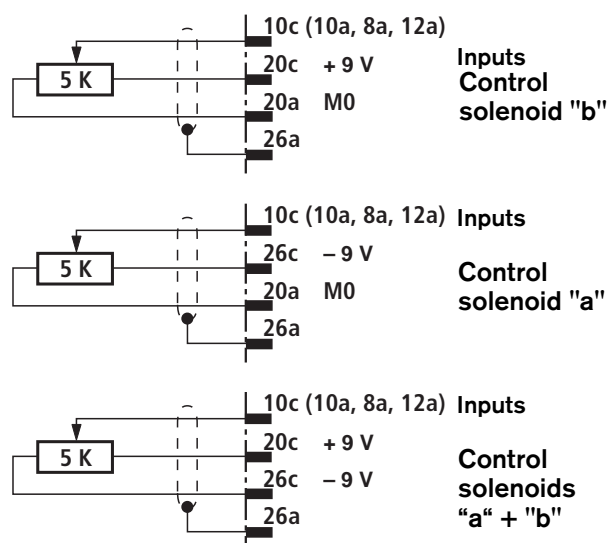 10c (10a, 8a, 12a)
5 K
20c + 9 V
20a M0
26a
Inputs
Control
solenoid "b"
10c (10a, 8a, 12a) Inputs
5 K
26c – 9 V
20a M0
26a
Control
solenoid "a"
10c (10a, 8a, 12a) Inputs
5 K
20c + 9 V
26c – 9 V
26a
Control
solenoids
“a“ + "b"